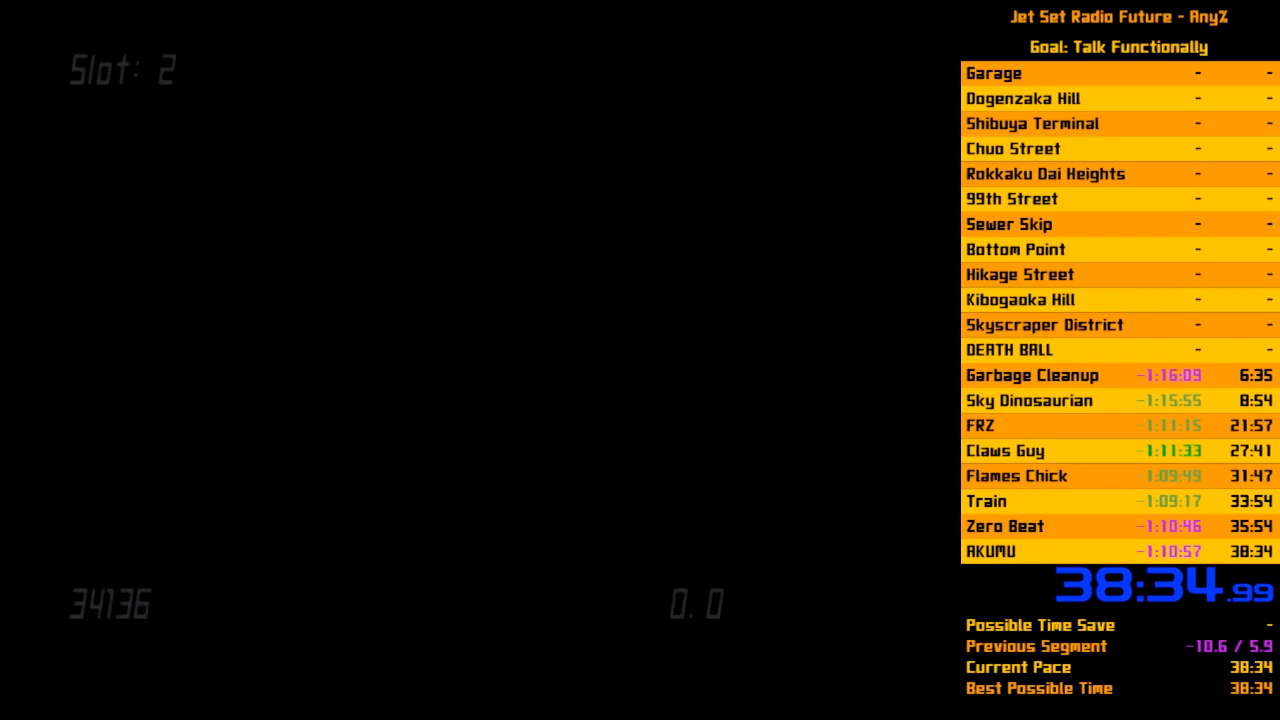 Slot: 2
34136
0.0
Jet Set Radio Future - Any%
Goal: Talk Functionally
Garage - -
Dogenzaka Hill - -
Shibuya Terminal - -
Chuo Street - -
Rokkaku Dai Heights - -
99th Street - -
Sewer Skip - -
Bottom Point - -
Hikage Street - -
Kibogaoka Hill - -
Skyscraper District - -
DEATH BALL - -
Garbage Cleanup -1:16:09 6:35
Sky Dinosaurian -1:15:55 8:54
FRZ -1:11:15 21:57
Claws Guy -1:11:33 27:41
Flames Chick -1:09:49 31:47
Train -1:09:17 33:54
Zero Beat -1:10:46 35:54
AKUMU -1:10:57 38:34
38:34.99
Possible Time Save -
Previous Segment -10.6 / 5.9
Current Pace 38:34
Best Possible Time 38:34